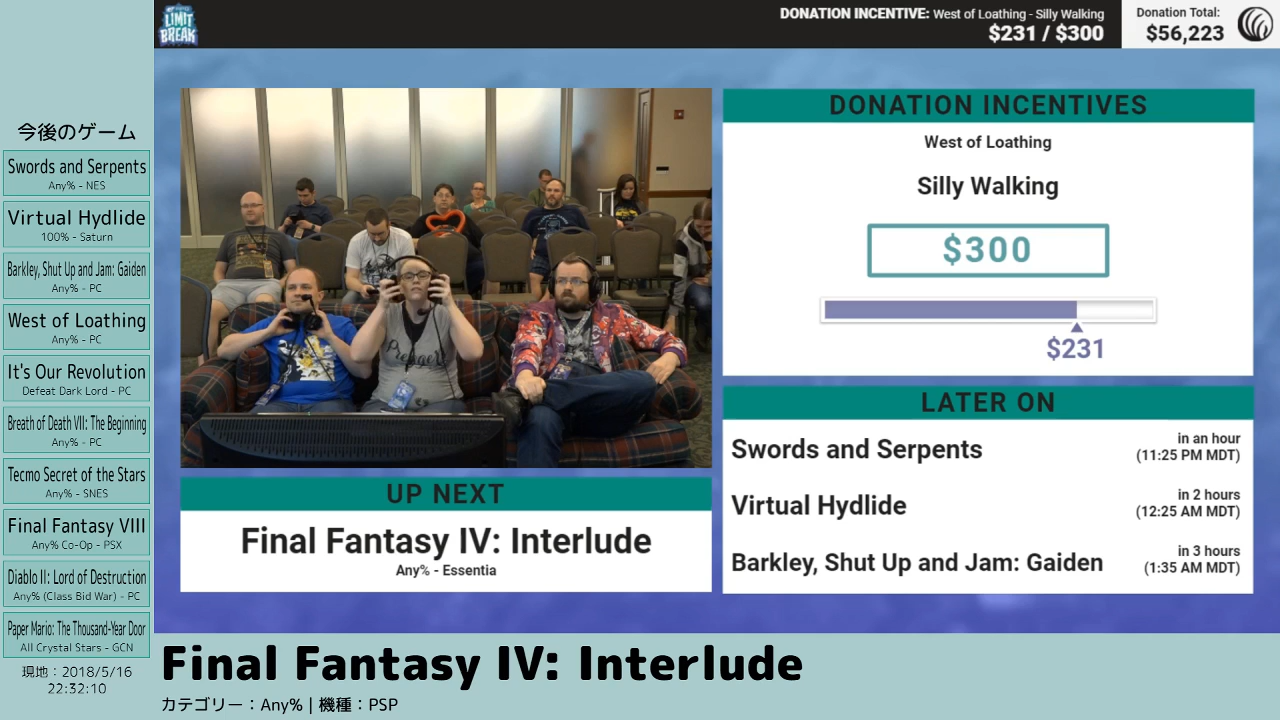 LIMIT
BREAK
DONATION INCENTIVE: West of Loathing - Silly Walking
$231 / $300
Donation Total:
$56,223
今後のゲーム
Swords and Serpents
Any% - NES
Virtual Hydlide
100% - Saturn
Barkley, Shut Up and Jam: Gaiden
Any% - PC
West of Loathing
Any% - PC
It's Our Revolution
Defeat Dark Lord - PC
Breath of Death VII: The Beginning
Any% - PC
Tecmo Secret of the Stars
Any% - SNES
Final Fantasy VIII
Any% Co-Op - PSX
Diablo II: Lord of Destruction
Any% (Class Bid War) - PC
Paper Mario: The Thousand-Year Door
All Crystal Stars - GCN
現地：2018/5/16
22:32:10
UP NEXT
Final Fantasy IV: Interlude
Any% - Essentia
DONATION INCENTIVES
West of Loathing
Silly Walking
$300
$231
LATER ON
Swords and Serpents
in an hour
(11:25 PM MDT)
Virtual Hydlide
in 2 hours
(12:25 AM MDT)
Barkley, Shut Up and Jam: Gaiden
in 3 hours
(1:35 AM MDT)
Final Fantasy IV: Interlude
カテゴリー：Any% | 機種：PSP